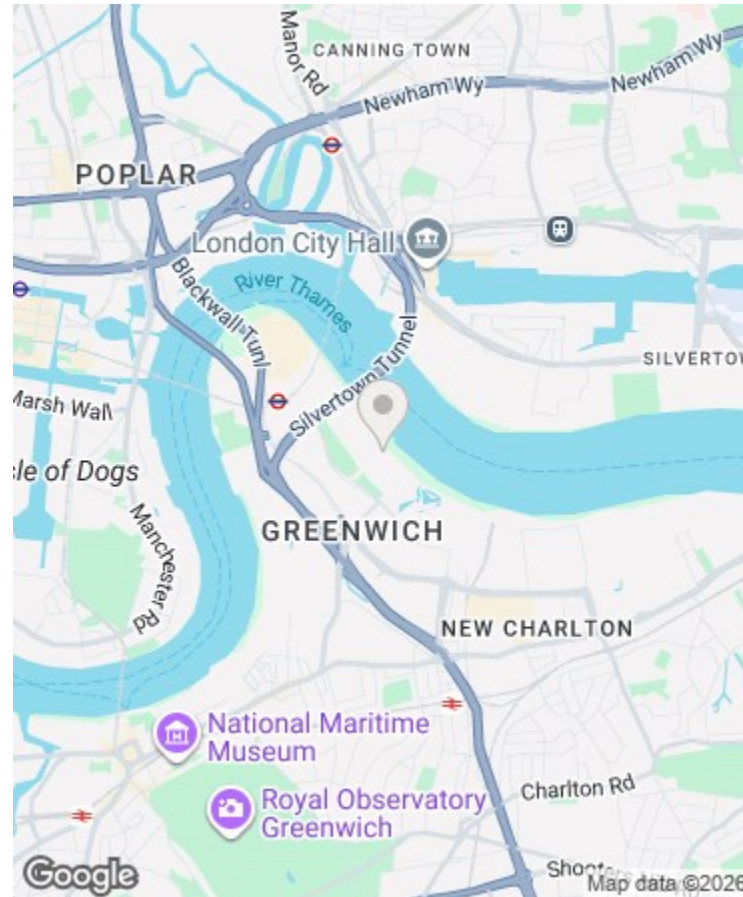 CANNING TOWN
Manor Rd
Newham Wy
Newham Wy
POPLAR
London City Hall
River Thames
Blackwall Tunl
Silvertown Tunnel
SILVERTOW
Marsh Wall
sle of Dogs
GREENWICH
Manchester
Rd
NEW CHARLTON
National Maritime
Museum
Royal Observatory
Greenwich
Charlton Rd
Shoote
Google
Map data ©2026